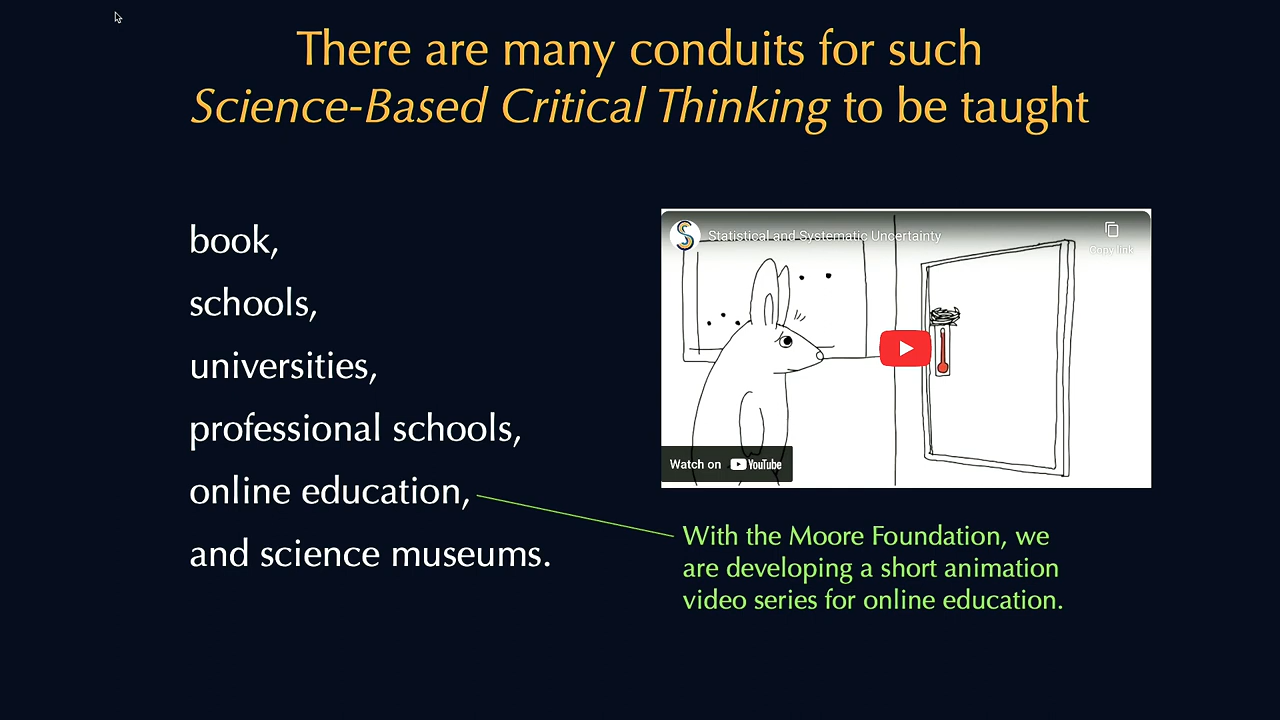 There are many conduits for such
Science-Based Critical Thinking to be taught
book,
schools,
universities,
professional schools,
online education,
and science museums.
Statistical and Systematic Uncertainty
Copy link
Watch on YouTube
With the Moore Foundation, we
are developing a short animation
video series for online education.